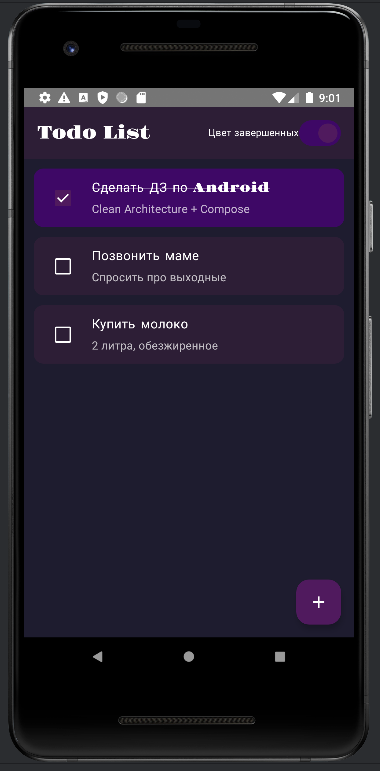 9:01
Todo List
Цвет завершенных
Сделать ДЗ по Android
Clean Architecture + Compose
Позвонить маме
Спросить про выходные
Купить молоко
2 литра, обезжиренное
+